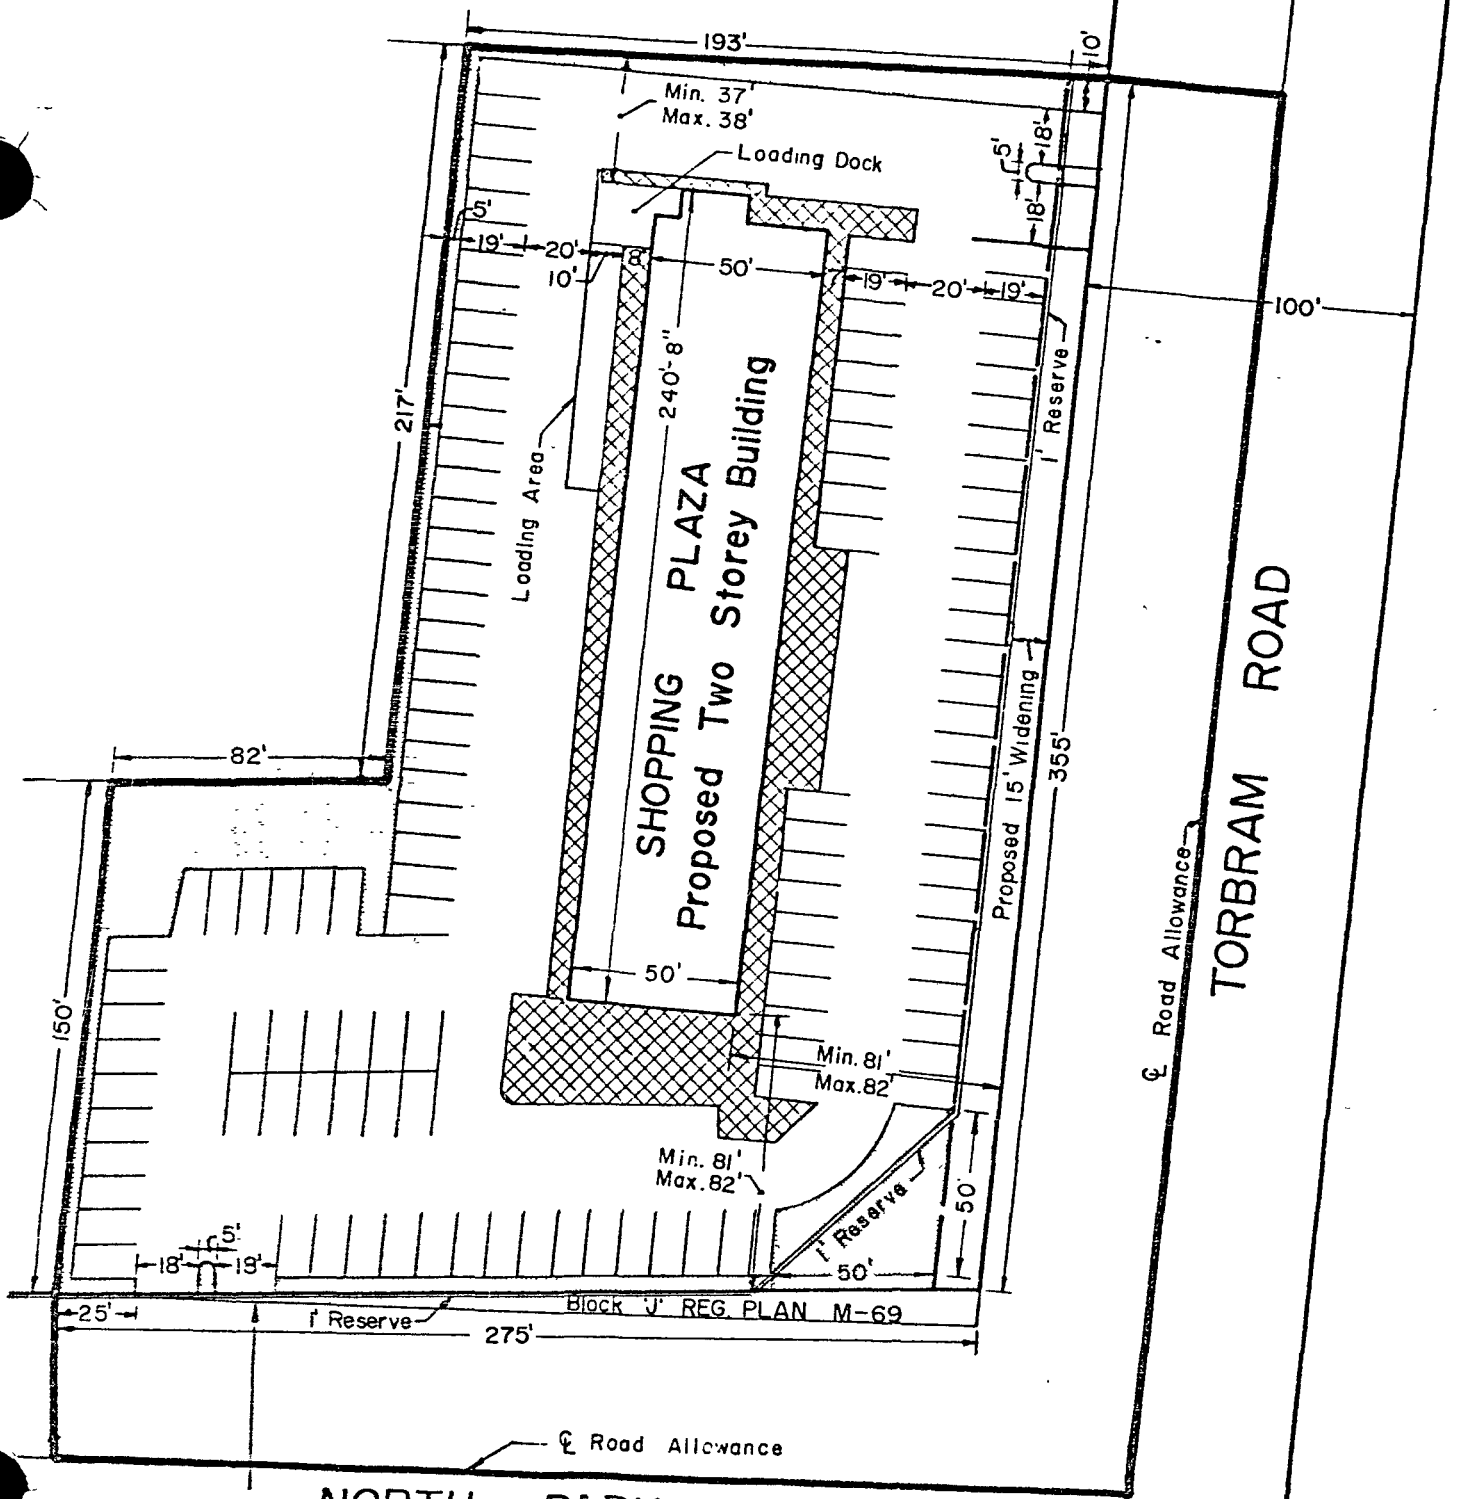 193'
10'
Min. 37'
Max. 38'
Loading Dock
18'
5'
18'
5'
19'
20'
10'
8'
50'
19'
20'
19'
100'
217'
240'-8"
1' Reserve
Loading Area
SHOPPING PLAZA
Proposed Two Storey Building
TORBRAM ROAD
82'
Proposed 15' Widening
355'
℄ Road Allowance
150'
50'
Min. 81'
Max. 82'
Min. 81'
Max. 82'
1' Reserve
50'
50'
5'
18'
18'
25'
1' Reserve
Block 'J' REG. PLAN M-69
275'
℄ Road Allowance
NORTH